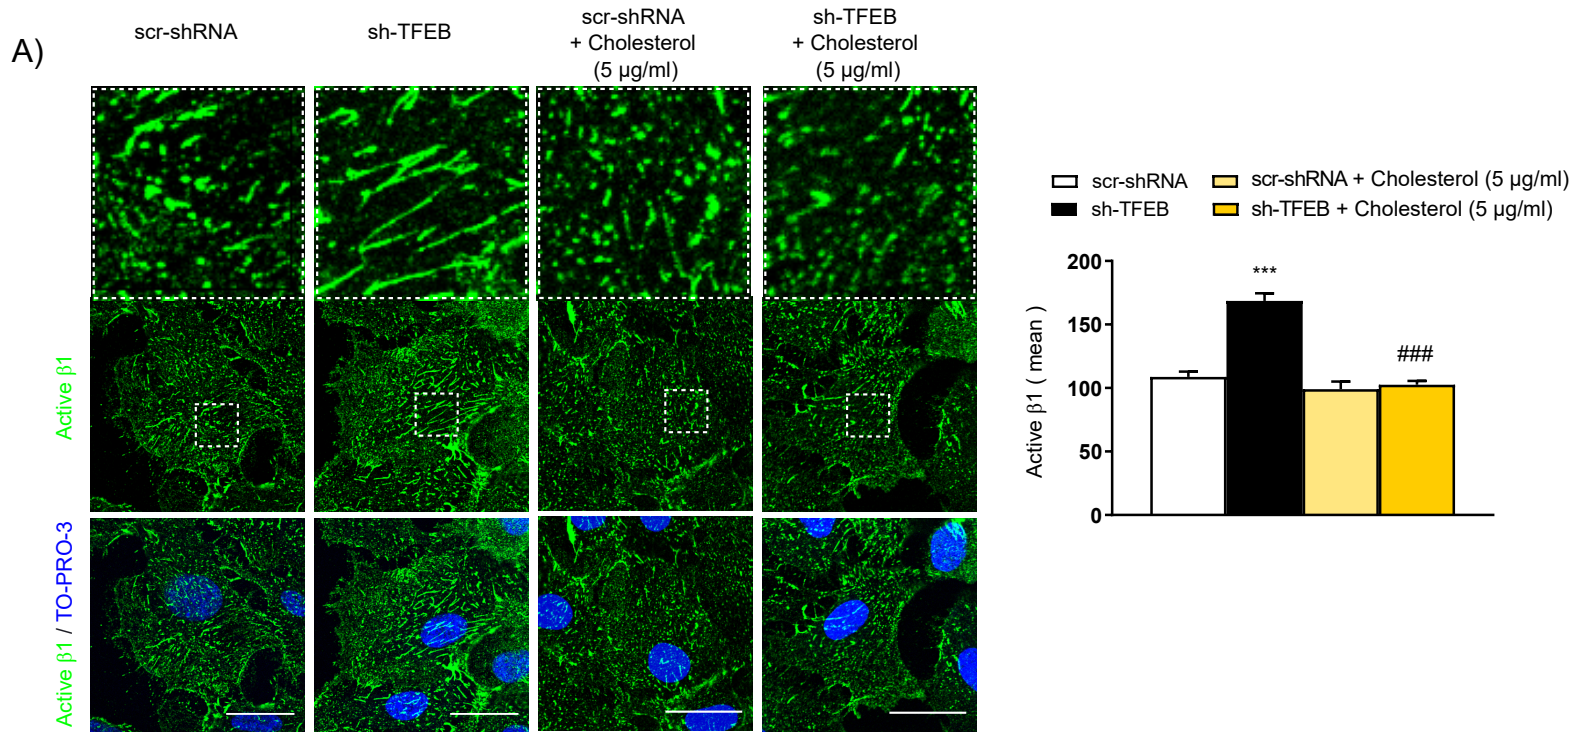 A)
scr-shRNA
sh-TFEB
scr-shRNA
+ Cholesterol
(5 µg/ml)
sh-TFEB
+ Cholesterol
(5 µg/ml)
Active β1
Active β1 / TO-PRO-3
scr-shRNA
sh-TFEB
scr-shRNA + Cholesterol (5 µg/ml)
sh-TFEB + Cholesterol (5 µg/ml)
Active β1 ( mean )
200
150
100
50
0
***
###